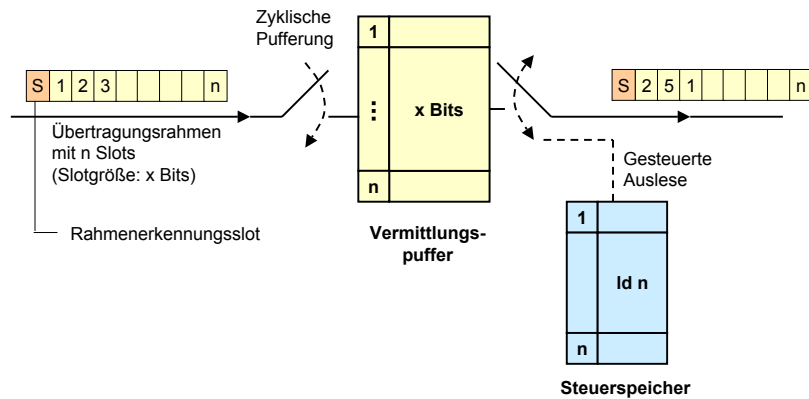 Zyklische
Pufferung
1
S 1 2 3 n
S 2 5 1 n
⋮
x Bits
Übertragungsrahmen
mit n Slots
(Slotgröße: x Bits)
Gesteuerte
Auslese
n
1
Rahmenerkennungsslot
Vermittlungs-
puffer
Id n
n
Steuerspeicher